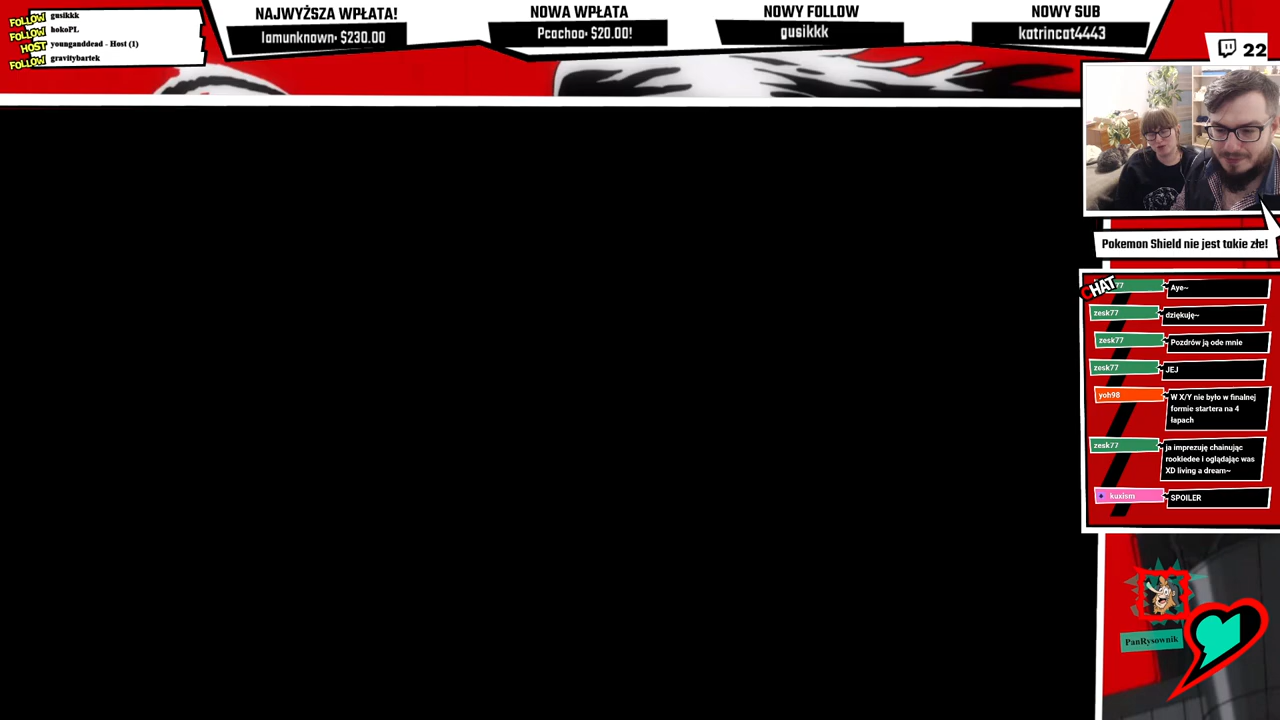 FOLLOW gusikkk
FOLLOW hokoPL
HOST younganddead - Host (1)
FOLLOW gravitybartek
NAJWYŻSZA WPŁATA!
Iamunknown: $230.00
NOWA WPŁATA
Pcachoo: $20.00!
NOWY FOLLOW
gusikkk
NOWY SUB
katrincat4443
22
Pokemon Shield nie jest takie złe!
CHAT
77 Aye~
zesk77 dziękuję~
zesk77 Pozdrów ją ode mnie
zesk77 JEJ
yoh98 W X/Y nie było w finalnej
formie startera na 4
łapach
zesk77 ja imprezuję chainując
rookiedee i oglądając was
XD living a dream~
kuxism SPOILER
PanRysownik